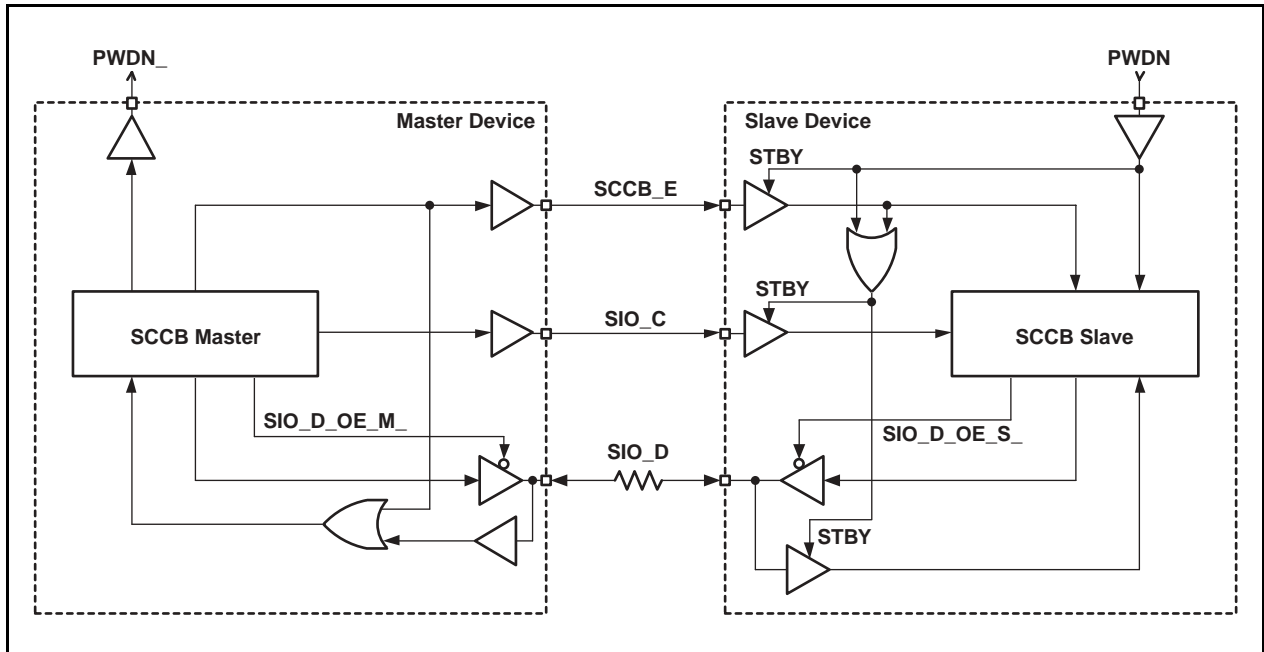 PWDN_
PWDN
Master Device
Slave Device
STBY
SCCB_E
STBY
SIO_C
SCCB Master
SCCB Slave
SIO_D_OE_M_
SIO_D
SIO_D_OE_S_
STBY